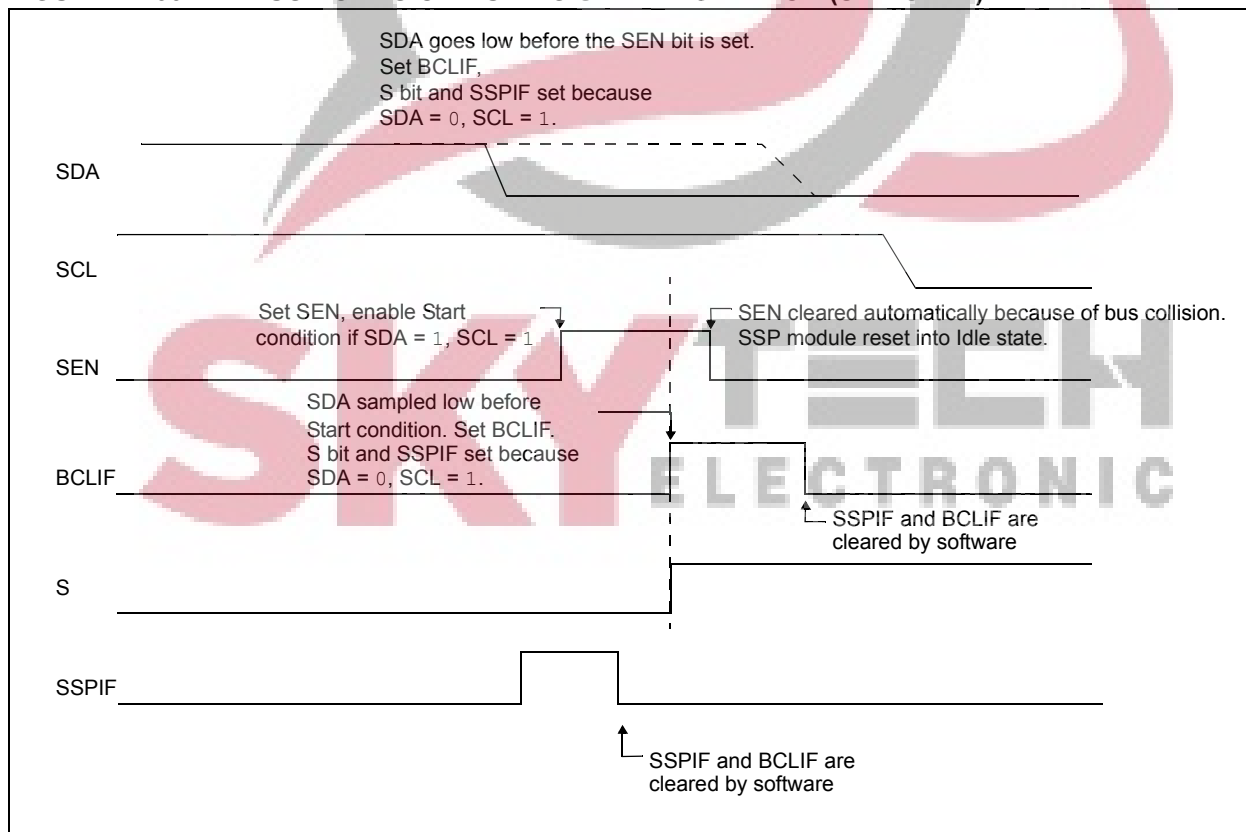 SDA goes low before the SEN bit is set.
Set BCLIF,
S bit and SSPIF set because
SDA = 0, SCL = 1.
SDA
SCL
Set SEN, enable Start
condition if SDA = 1, SCL = 1
SEN cleared automatically because of bus collision.
SSP module reset into Idle state.
SEN
SDA sampled low before
Start condition. Set BCLIF.
S bit and SSPIF set because
SDA = 0, SCL = 1.
BCLIF
SSPIF and BCLIF are
cleared by software
S
SSPIF
SSPIF and BCLIF are
cleared by software
SKY TECH
ELECTRONIC